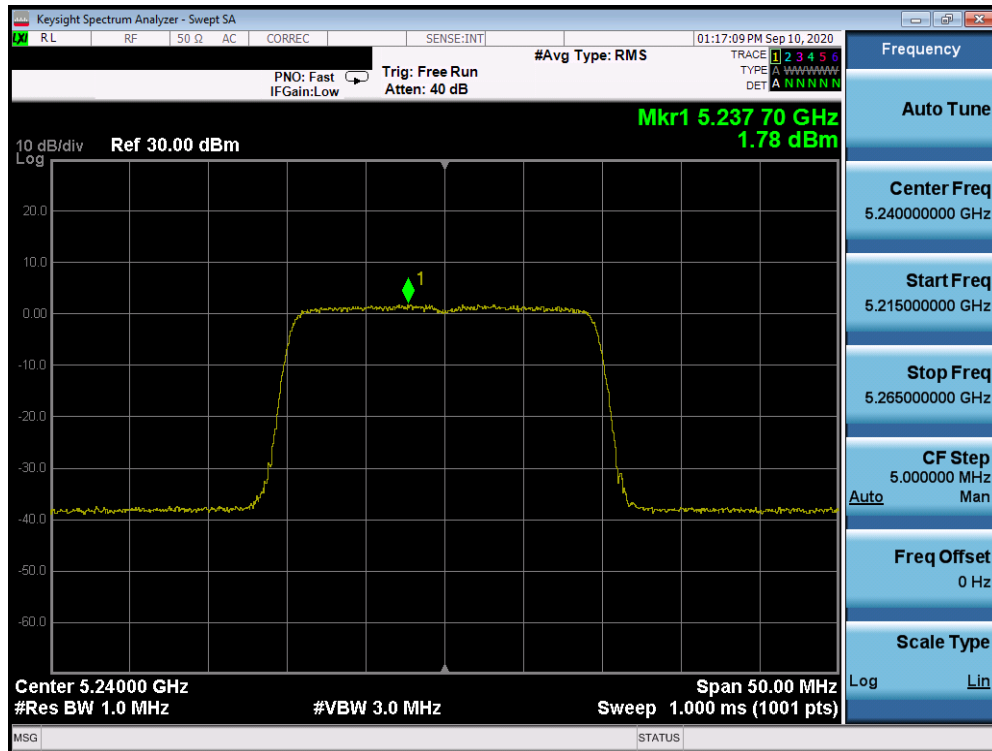 Keysight Spectrum Analyzer - Swept SA
LXI RL RF 50 Ω AC CORREC SENSE:INT 01:17:09 PM Sep 10, 2020
PNO: Fast
IFGain:Low
Trig: Free Run
Atten: 40 dB
#Avg Type: RMS
TRACE 1 2 3 4 5 6
TYPE A WWWWW
DET A N N N N N
Mkr1 5.237 70 GHz
1.78 dBm
10 dB/div
Log
Ref 30.00 dBm
20.0
10.0
0.00
-10.0
-20.0
-30.0
-40.0
-50.0
-60.0
1
Center 5.24000 GHz
Span 50.00 MHz
#Res BW 1.0 MHz
#VBW 3.0 MHz
Sweep 1.000 ms (1001 pts)
MSG
STATUS
Frequency
Auto Tune
Center Freq
5.240000000 GHz
Start Freq
5.215000000 GHz
Stop Freq
5.265000000 GHz
CF Step
5.000000 MHz
Auto Man
Freq Offset
0 Hz
Scale Type
Log Lin